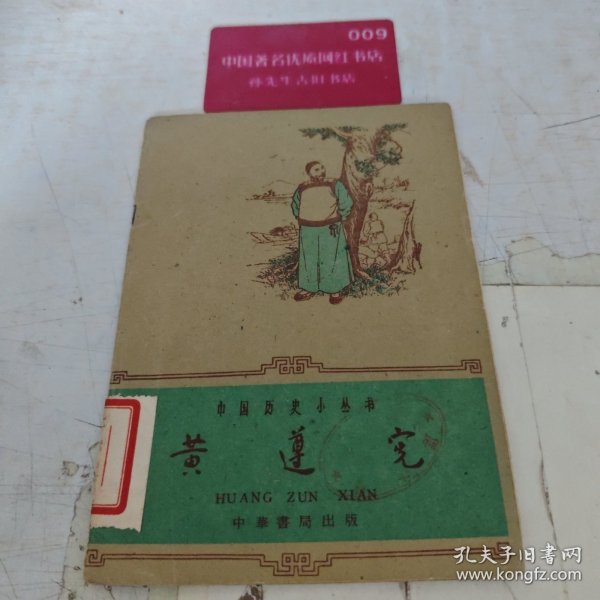 009
中国著名优质网红书店
孙先生古旧书店
中国历史小丛书
黄遵宪
HUANG ZUN XIAN
中華書局出版
孔夫子旧书网
www.kongfz.com